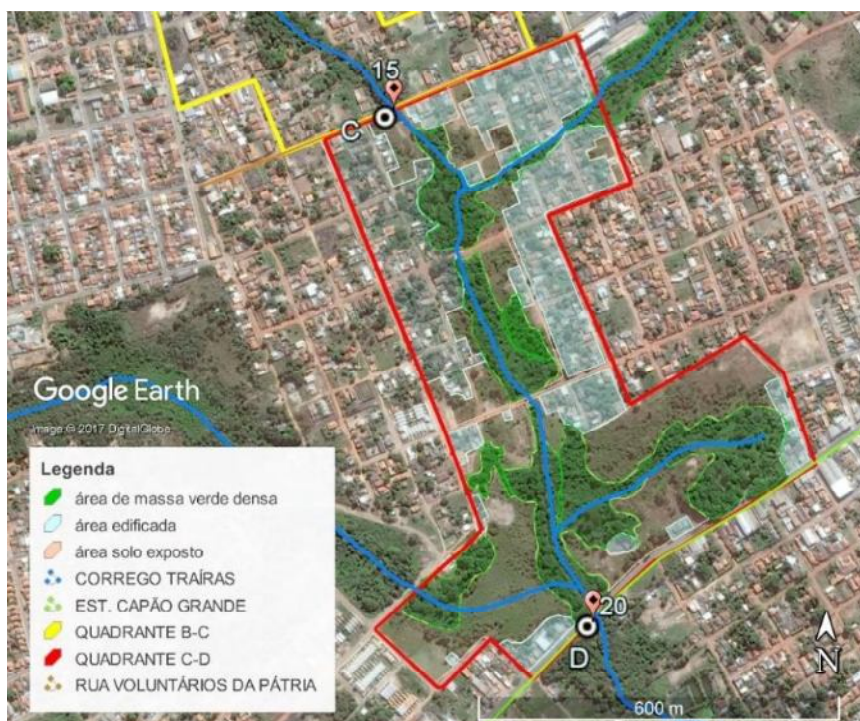 15
C
Google Earth
Image © 2017 DigitalGlobe
Legenda
área de massa verde densa
área edificada
área solo exposto
CORREGO TRAÍRAS
EST. CAPÃO GRANDE
QUADRANTE B-C
QUADRANTE C-D
RUA VOLUNTÁRIOS DA PÁTRIA
20
D
N
600 m